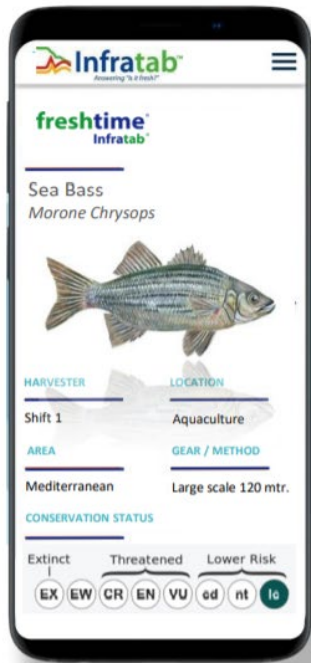 Infratab™
Answering "Is it fresh?"
freshtime®
Infratab®
Sea Bass
Morone Chrysops
HARVESTER
LOCATION
Shift 1
Aquaculture
AREA
GEAR / METHOD
Mediterranean
Large scale 120 mtr.
CONSERVATION STATUS
Extinct Threatened Lower Risk
EX EW CR EN VU cd nt lc